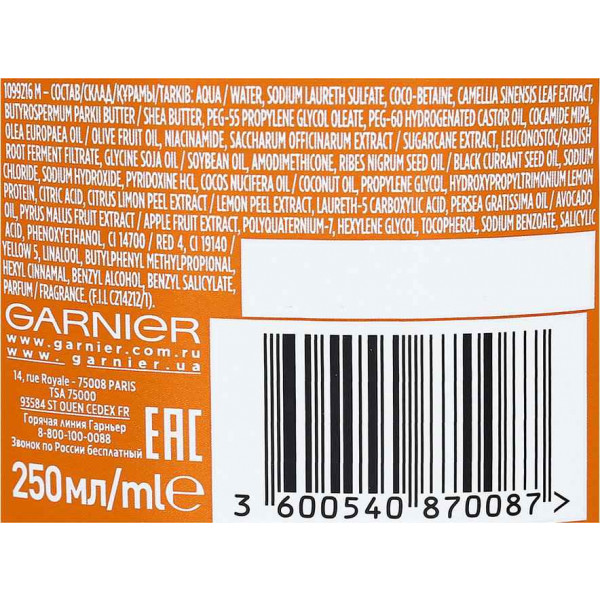 1099216 M – СОСТАВ/СКЛАД/ҚҰРАМЫ/TARKIB: AQUA / WATER, SODIUM LAURETH SULFATE, COCO-BETAINE, CAMELLIA SINENSIS LEAF EXTRACT,
BUTYROSPERMUM PARKII BUTTER / SHEA BUTTER, PEG-55 PROPYLENE GLYCOL OLEATE, PEG-60 HYDROGENATED CASTOR OIL, COCAMIDE MIPA,
OLEA EUROPAEA OIL / OLIVE FRUIT OIL, NIACINAMIDE, SACCHARUM OFFICINARUM EXTRACT / SUGARCANE EXTRACT, LEUCONOSTOC/RADISH
ROOT FERMENT FILTRATE, GLYCINE SOJA OIL / SOYBEAN OIL, AMODIMETHICONE, RIBES NIGRUM SEED OIL / BLACK CURRANT SEED OIL, SODIUM
CHLORIDE, SODIUM HYDROXIDE, PYRIDOXINE HCL, COCOS NUCIFERA OIL / COCONUT OIL, PROPYLENE GLYCOL, HYDROXYPROPYLTRIMONIUM LEMON
PROTEIN, CITRIC ACID, CITRUS LIMON PEEL EXTRACT / LEMON PEEL EXTRACT, LAURETH-5 CARBOXYLIC ACID, PERSEA GRATISSIMA OIL / AVOCADO
OIL, PYRUS MALUS FRUIT EXTRACT / APPLE FRUIT EXTRACT, POLYQUATERNIUM-7, HEXYLENE GLYCOL, TOCOPHEROL, SODIUM BENZOATE, SALICYLIC
ACID, PHENOXYETHANOL, CI 14700 / RED 4, CI 19140 /
YELLOW 5, LINALOOL, BUTYLPHENYL METHYLPROPIONAL,
HEXYL CINNAMAL, BENZYL ALCOHOL, BENZYL SALICYLATE,
PARFUM / FRAGRANCE. (F.I.L C214212/1).
GARNIER
www.garnier.com.ru
www.garnier.ua
14, rue Royale - 75008 PARIS
TSA 75000
93584 ST OUEN CEDEX FR
Горячая линия Гарньер
8-800-100-0088
Звонок по России бесплатный
EAC
250мл/ml℮
3 600540 870087 >